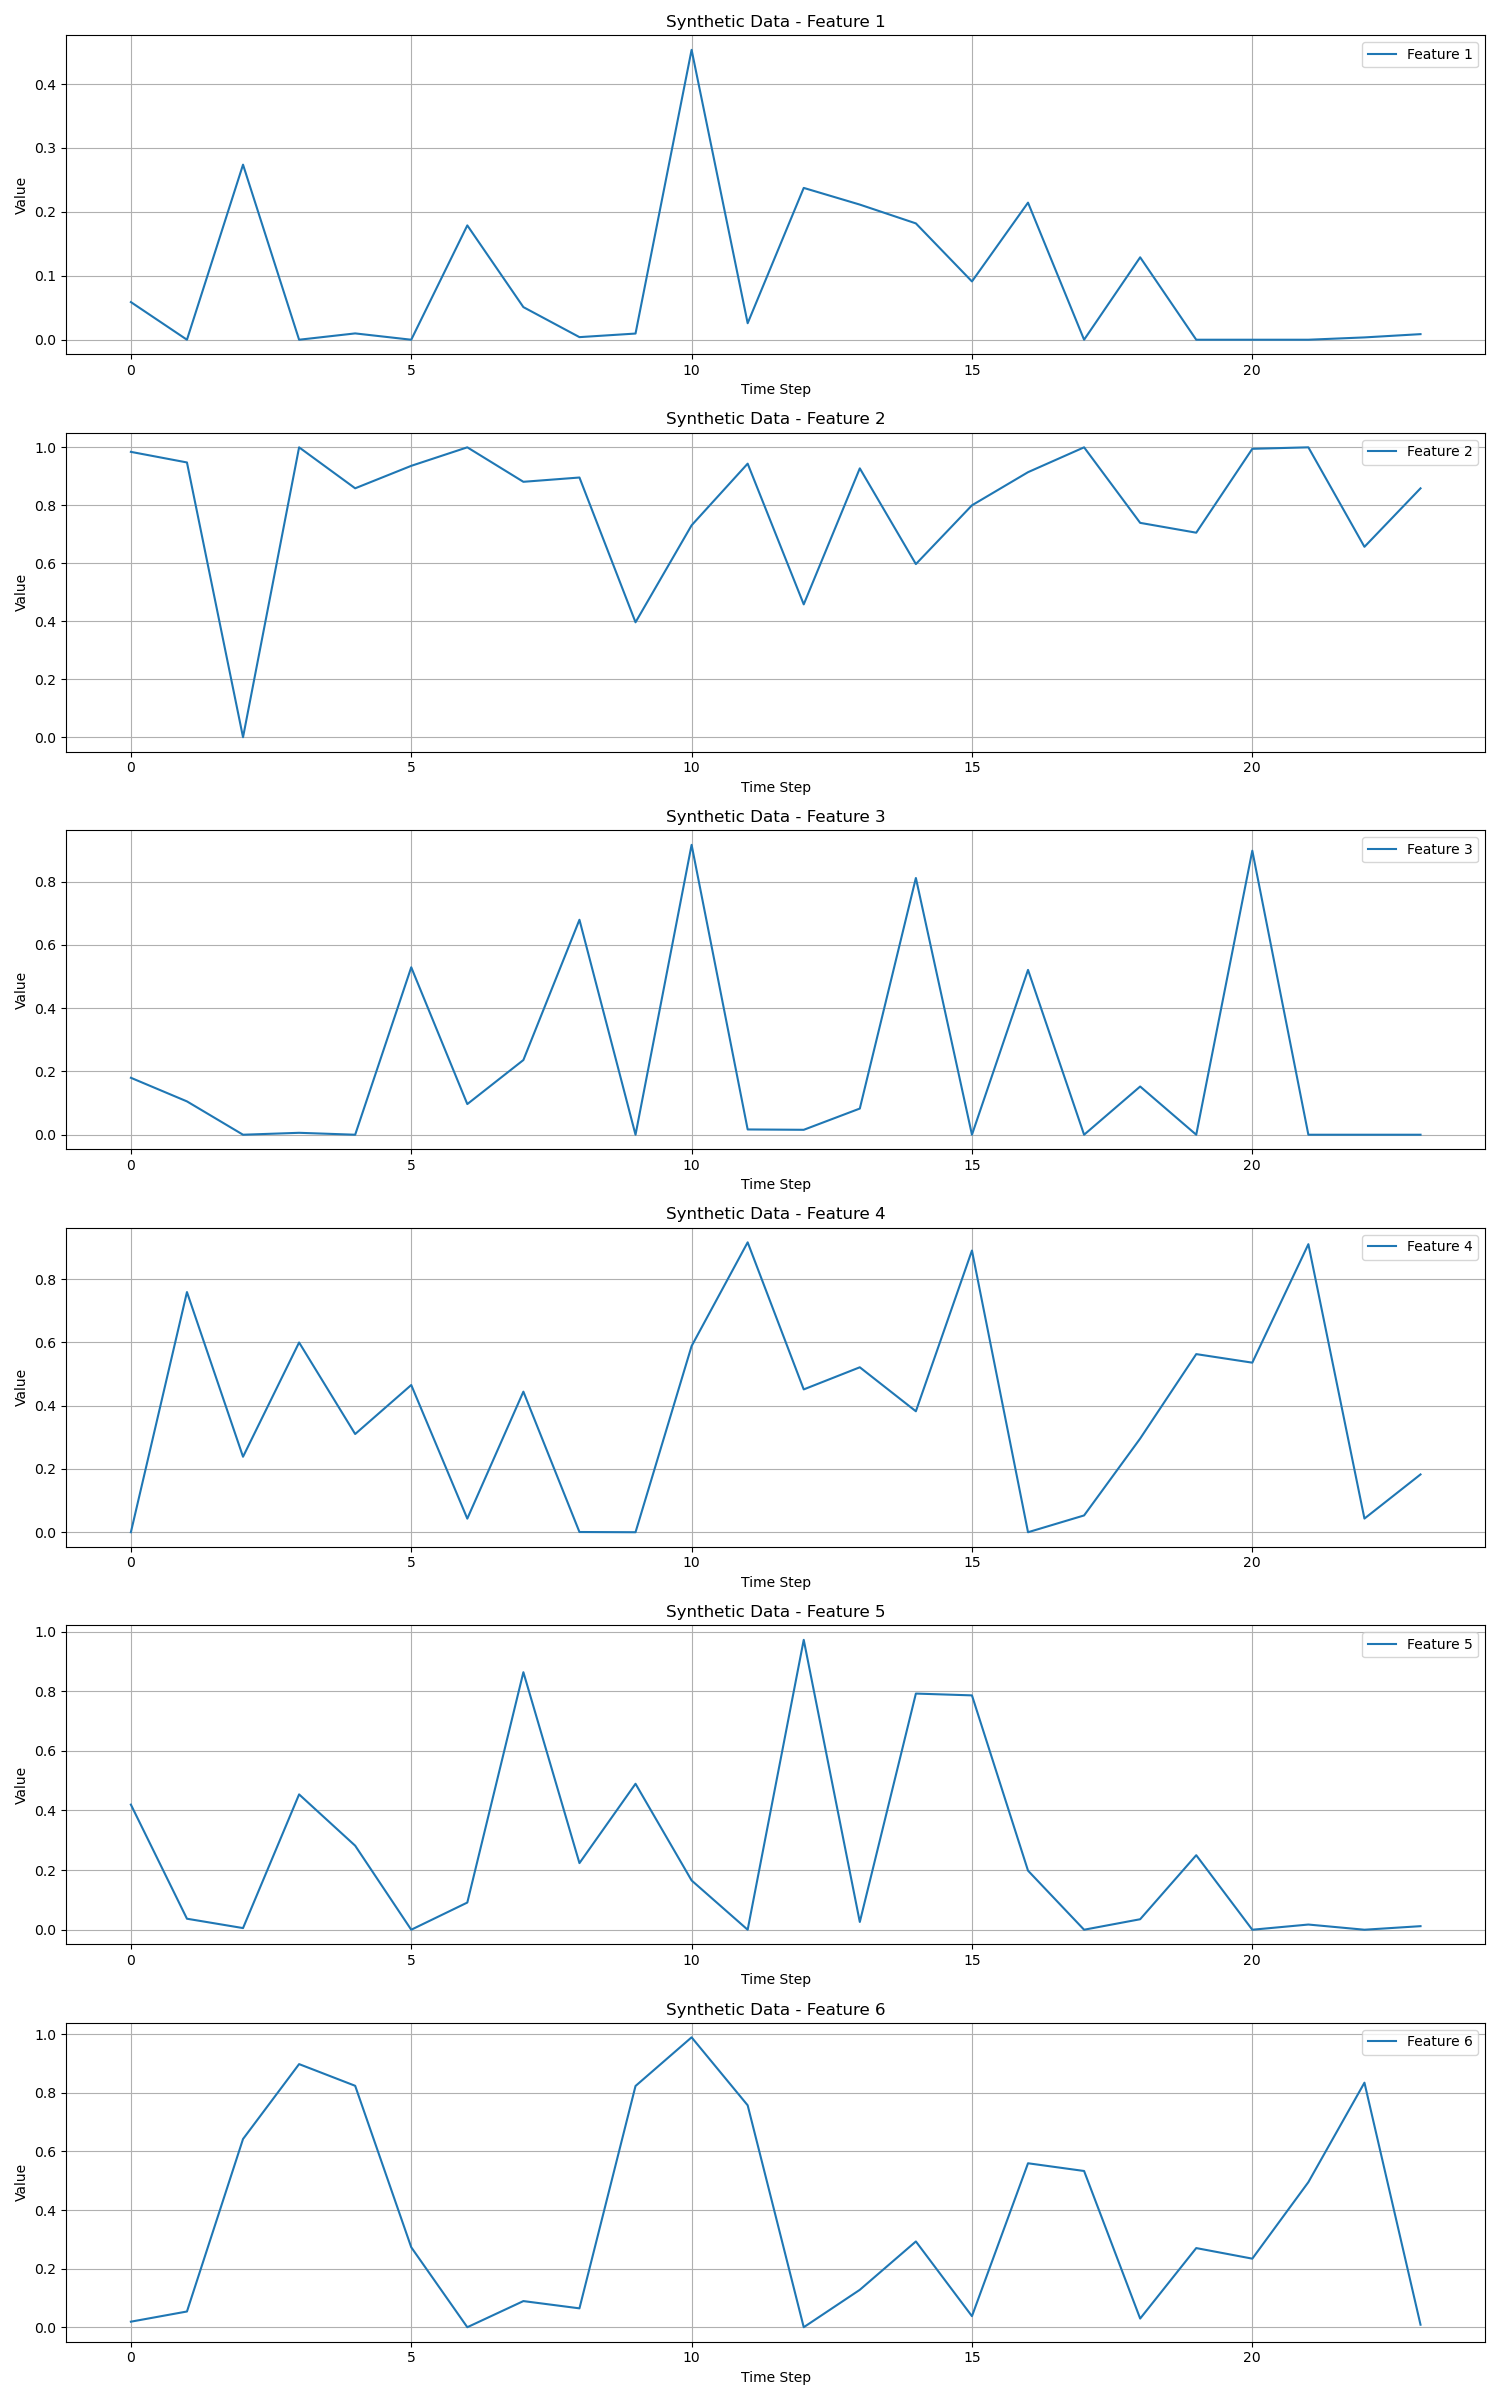 Synthetic Data - Feature 1
Feature 1
0.4
0.3
0.2
0.1
0.0
Value
0 5 10 15 20
Time Step
Synthetic Data - Feature 2
Feature 2
1.0
0.8
0.6
0.4
0.2
0.0
Value
0 5 10 15 20
Time Step
Synthetic Data - Feature 3
Feature 3
0.8
0.6
0.4
0.2
0.0
Value
0 5 10 15 20
Time Step
Synthetic Data - Feature 4
Feature 4
0.8
0.6
0.4
0.2
0.0
Value
0 5 10 15 20
Time Step
Synthetic Data - Feature 5
Feature 5
1.0
0.8
0.6
0.4
0.2
0.0
Value
0 5 10 15 20
Time Step
Synthetic Data - Feature 6
Feature 6
1.0
0.8
0.6
0.4
0.2
0.0
Value
0 5 10 15 20
Time Step